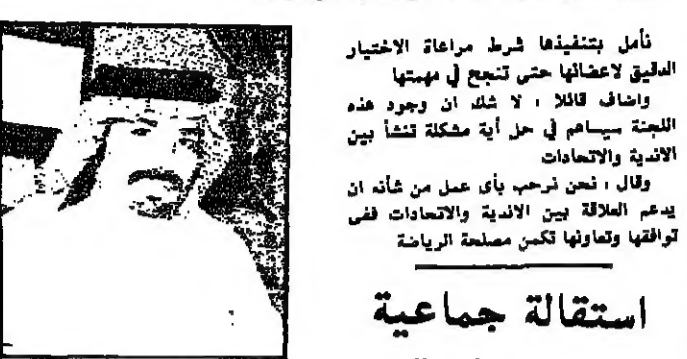 نأمل بتنفيذها شرط مراعاة الاختيار
الدقيق لاعضائها حتى تنجح في مهمتها
واضاف قائلا : لا شك ان وجود هذه
اللجنة سيساهم في حل أية مشكلة تنشأ بين
الاندية والاتحادات
وقال : نحن نرحب بأى عمل من شأنه ان
يدعم العلاقة بين الاندية والاتحادات ففى
توافقها وتعاونها تكمن مصلحة الرياضة
استقالة جماعية